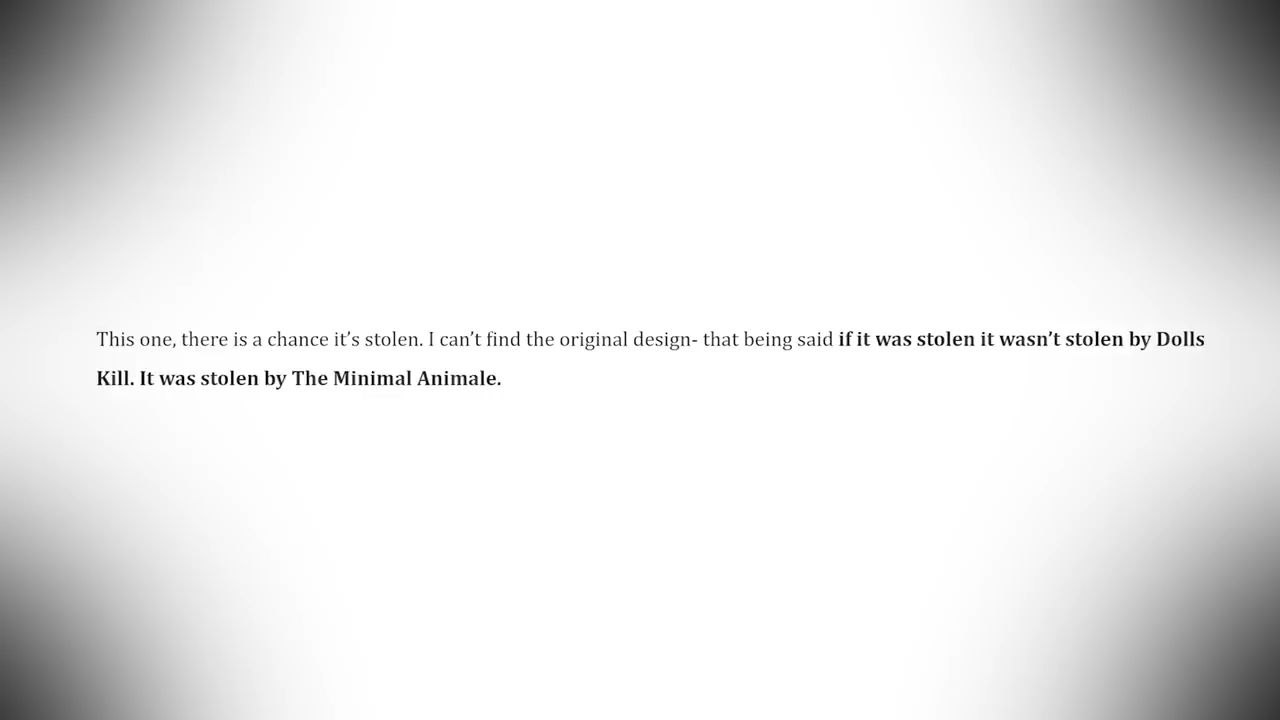 This one, there is a chance it’s stolen. I can’t find the original design- that being said if it was stolen it wasn’t stolen by Dolls
Kill. It was stolen by The Minimal Animale.